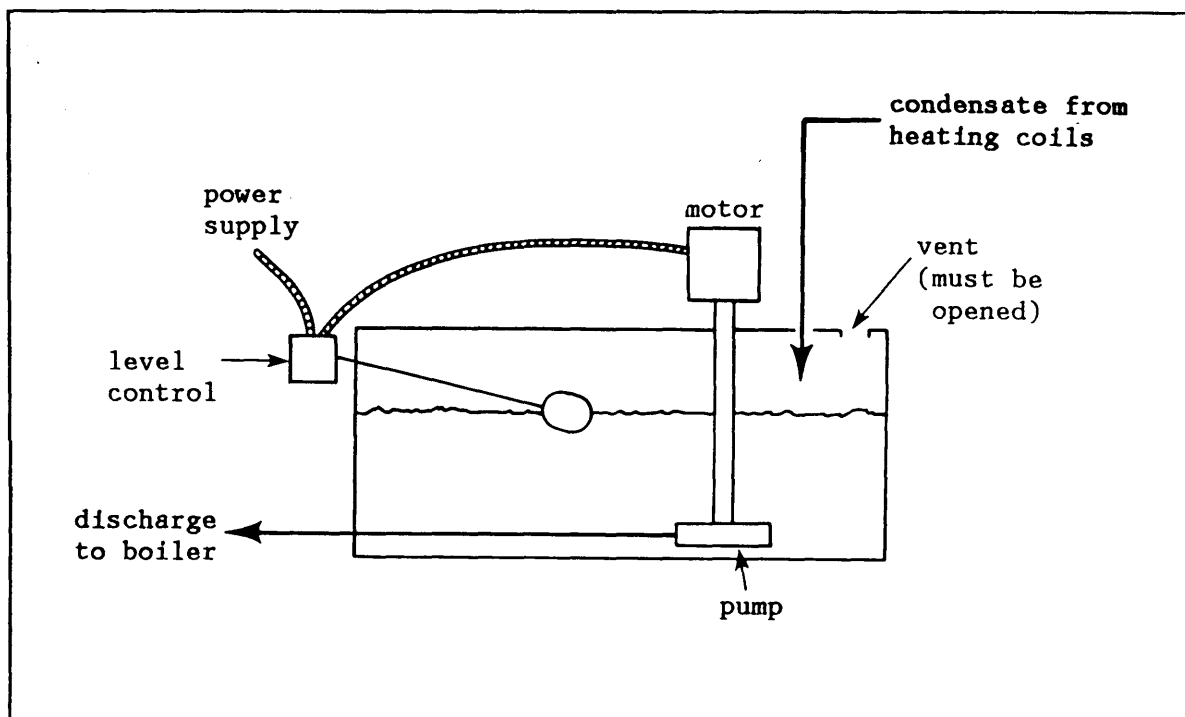 condensate from
heating coils
power
supply
motor
vent
(must be
opened)
level
control
discharge
to boiler
pump